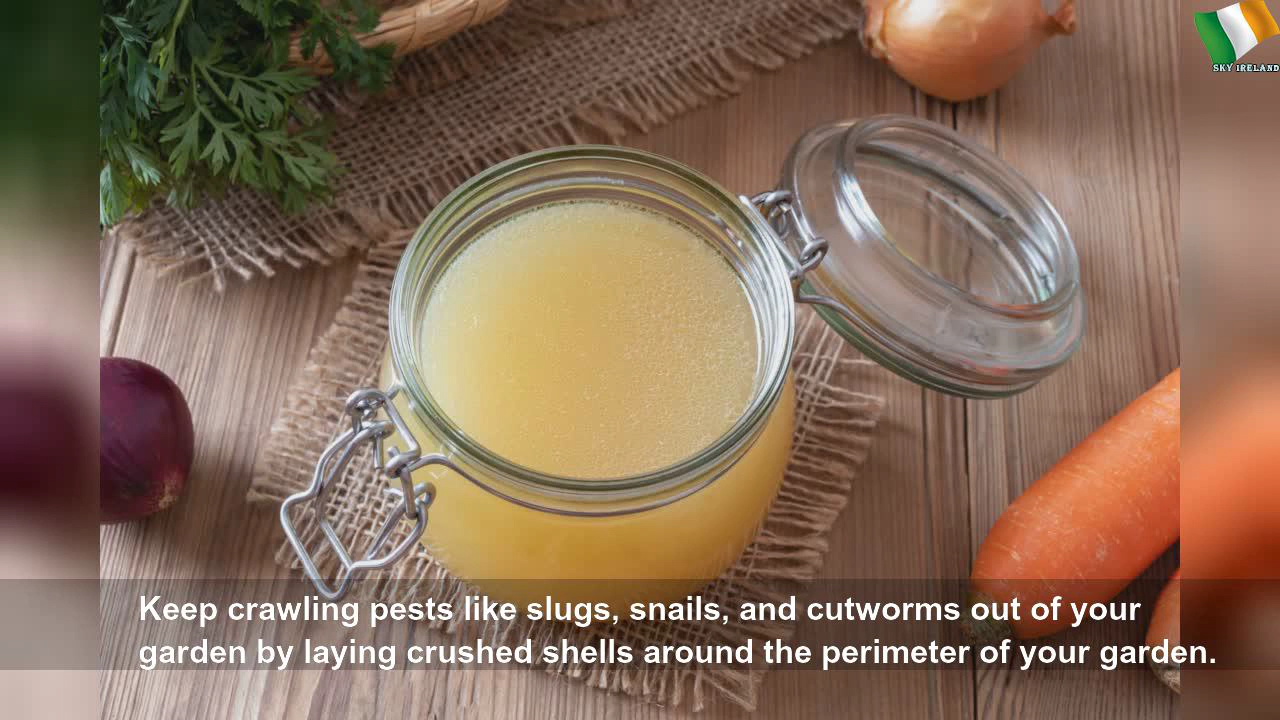 SKY IRELAND
Keep crawling pests like slugs, snails, and cutworms out of your
garden by laying crushed shells around the perimeter of your garden.